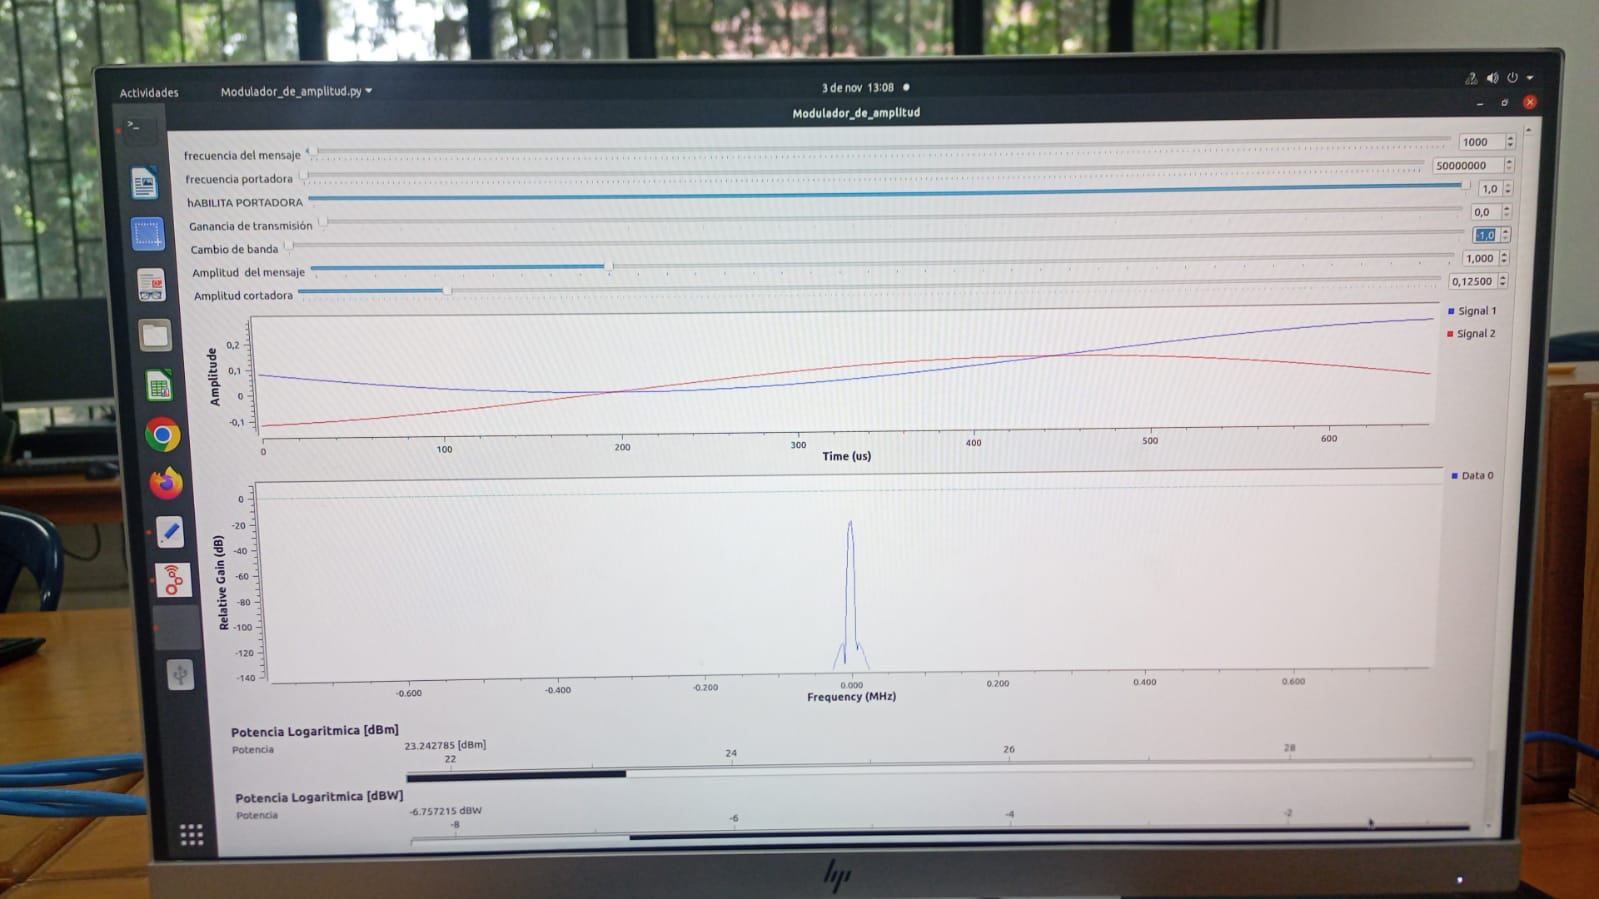 Actividades Modulador_de_amplitud.py 3 de nov 13:08
Modulador_de_amplitud
frecuencia del mensaje 1000
frecuencia portadora 50000000
hABILITA PORTADORA 1,0
Ganancia de transmisión 0,0
Cambio de banda -1,0
Amplitud del mensaje 1,000
Amplitud cortadora 0,12500
Signal 1
Signal 2
Amplitude
0,2
0,1
0
-0,1
0 100 200 300 400 500 600
Time (us)
Data 0
Relative Gain (dB)
0
-20
-40
-60
-80
-100
-120
-140
-0.600 -0.400 -0.200 0.000 0.200 0.400 0.600
Frequency (MHz)
Potencia Logaritmica [dBm]
Potencia 23.242785 [dBm]
22 24 26 28
Potencia Logaritmica [dBW]
Potencia -6.757215 dBW
-8 -6 -4 -2
hp